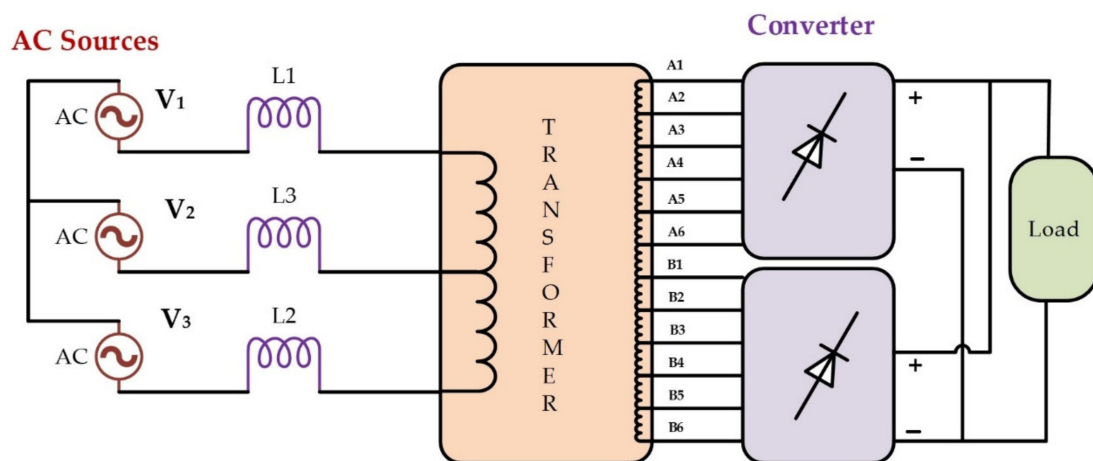 AC Sources
Converter
V1
AC
L1
V2
AC
L3
V3
AC
L2
TRANSFORMER
A1
A2
A3
A4
A5
A6
B1
B2
B3
B4
B5
B6
+
−
+
−
Load